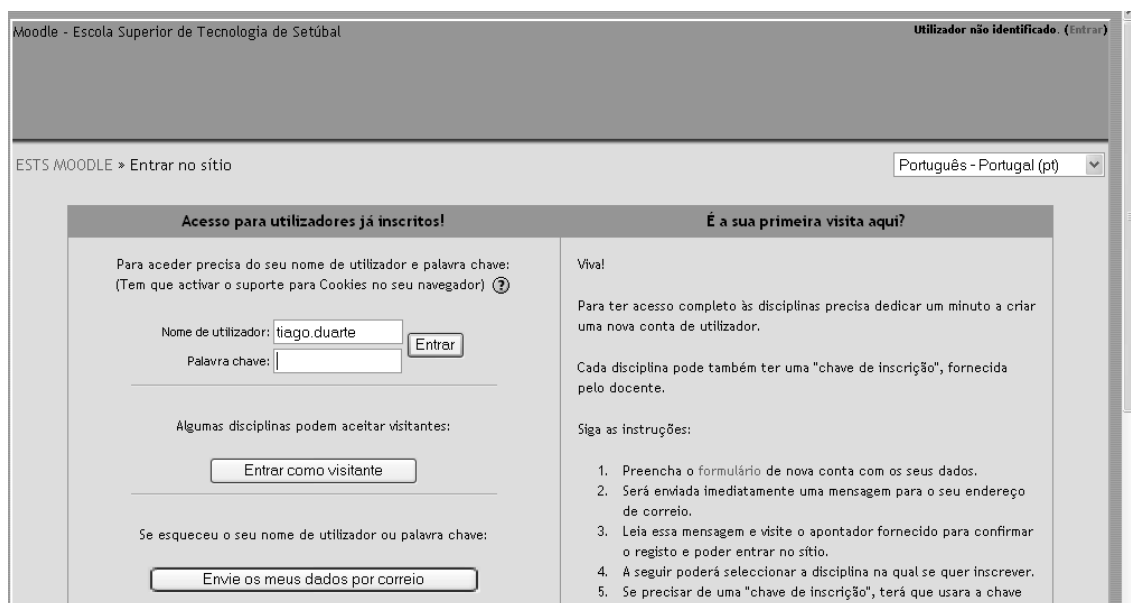 Moodle - Escola Superior de Tecnologia de Setúbal
Utilizador não identificado. (Entrar)
ESTS MOODLE » Entrar no sítio
Português - Portugal (pt)
Acesso para utilizadores já inscritos!
Para aceder precisa do seu nome de utilizador e palavra chave:
(Tem que activar o suporte para Cookies no seu navegador) ?
Nome de utilizador: tiago.duarte
Entrar
Palavra chave:
Algumas disciplinas podem aceitar visitantes:
Entrar como visitante
Se esqueceu o seu nome de utilizador ou palavra chave:
Envie os meus dados por correio
É a sua primeira visita aqui?
Viva!
Para ter acesso completo às disciplinas precisa dedicar um minuto a criar
uma nova conta de utilizador.
Cada disciplina pode também ter uma "chave de inscrição", fornecida
pelo docente.
Siga as instruções:
1. Preencha o formulário de nova conta com os seus dados.
2. Será enviada imediatamente uma mensagem para o seu endereço
de correio.
3. Leia essa mensagem e visite o apontador fornecido para confirmar
o registo e poder entrar no sítio.
4. A seguir poderá seleccionar a disciplina na qual se quer inscrever.
5. Se precisar de uma "chave de inscrição", terá que usara a chave